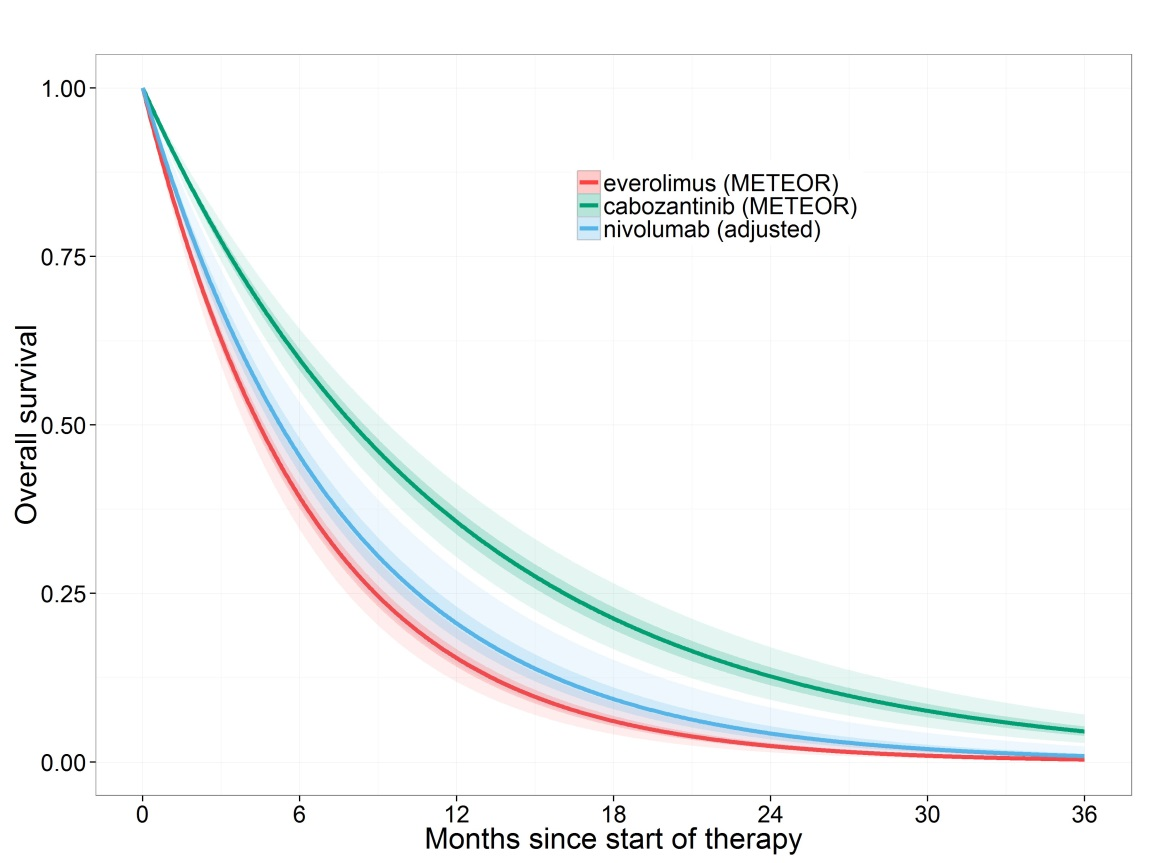 everolimus (METEOR)
cabozantinib (METEOR)
nivolumab (adjusted)
Overall survival
1.00
0.75
0.50
0.25
0.00
0 6 12 18 24 30 36
Months since start of therapy